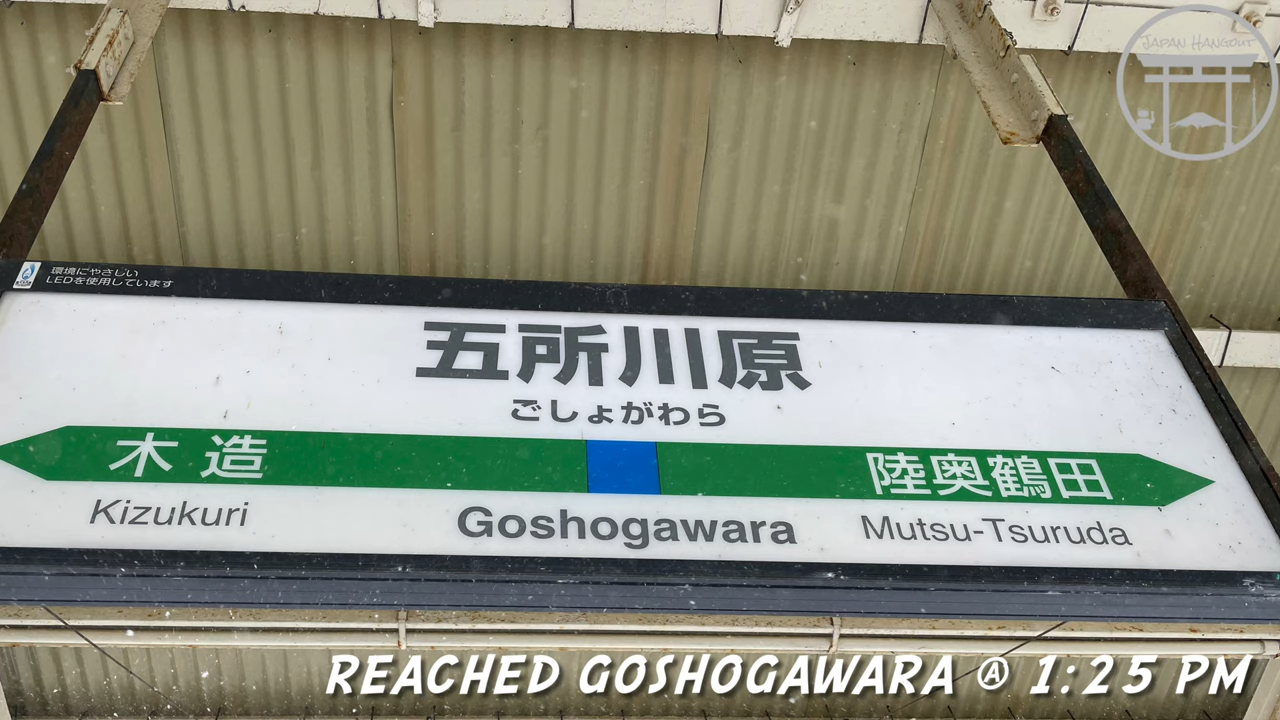 JAPAN HANGOUT
環境にやさしい
LEDを使用しています
五所川原
ごしょがわら
木造
陸奥鶴田
Kizukuri
Goshogawara
Mutsu-Tsuruda
REACHED GOSHOGAWARA @ 1:25 PM